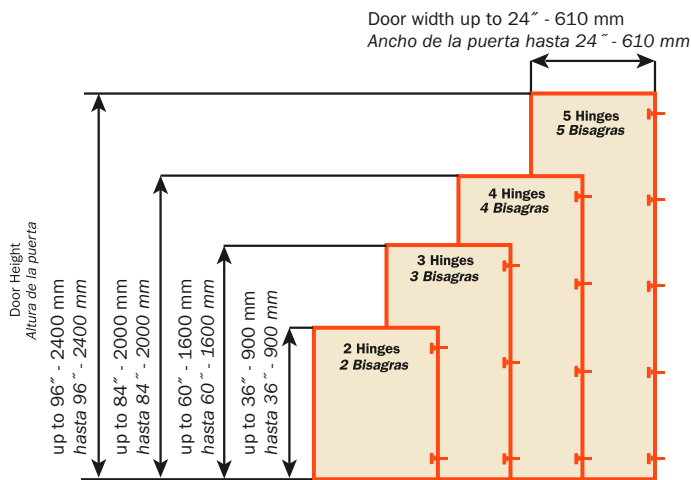 Door width up to 24˝ - 610 mm
Ancho de la puerta hasta 24˝ - 610 mm
5 Hinges
5 Bisagras
4 Hinges
4 Bisagras
3 Hinges
3 Bisagras
2 Hinges
2 Bisagras
Door Height
Altura de la puerta
up to 96˝ - 2400 mm
hasta 96˝ - 2400 mm
up to 84˝ - 2000 mm
hasta 84˝ - 2000 mm
up to 60˝ - 1600 mm
hasta 60˝ - 1600 mm
up to 36˝ - 900 mm
hasta 36˝ - 900 mm